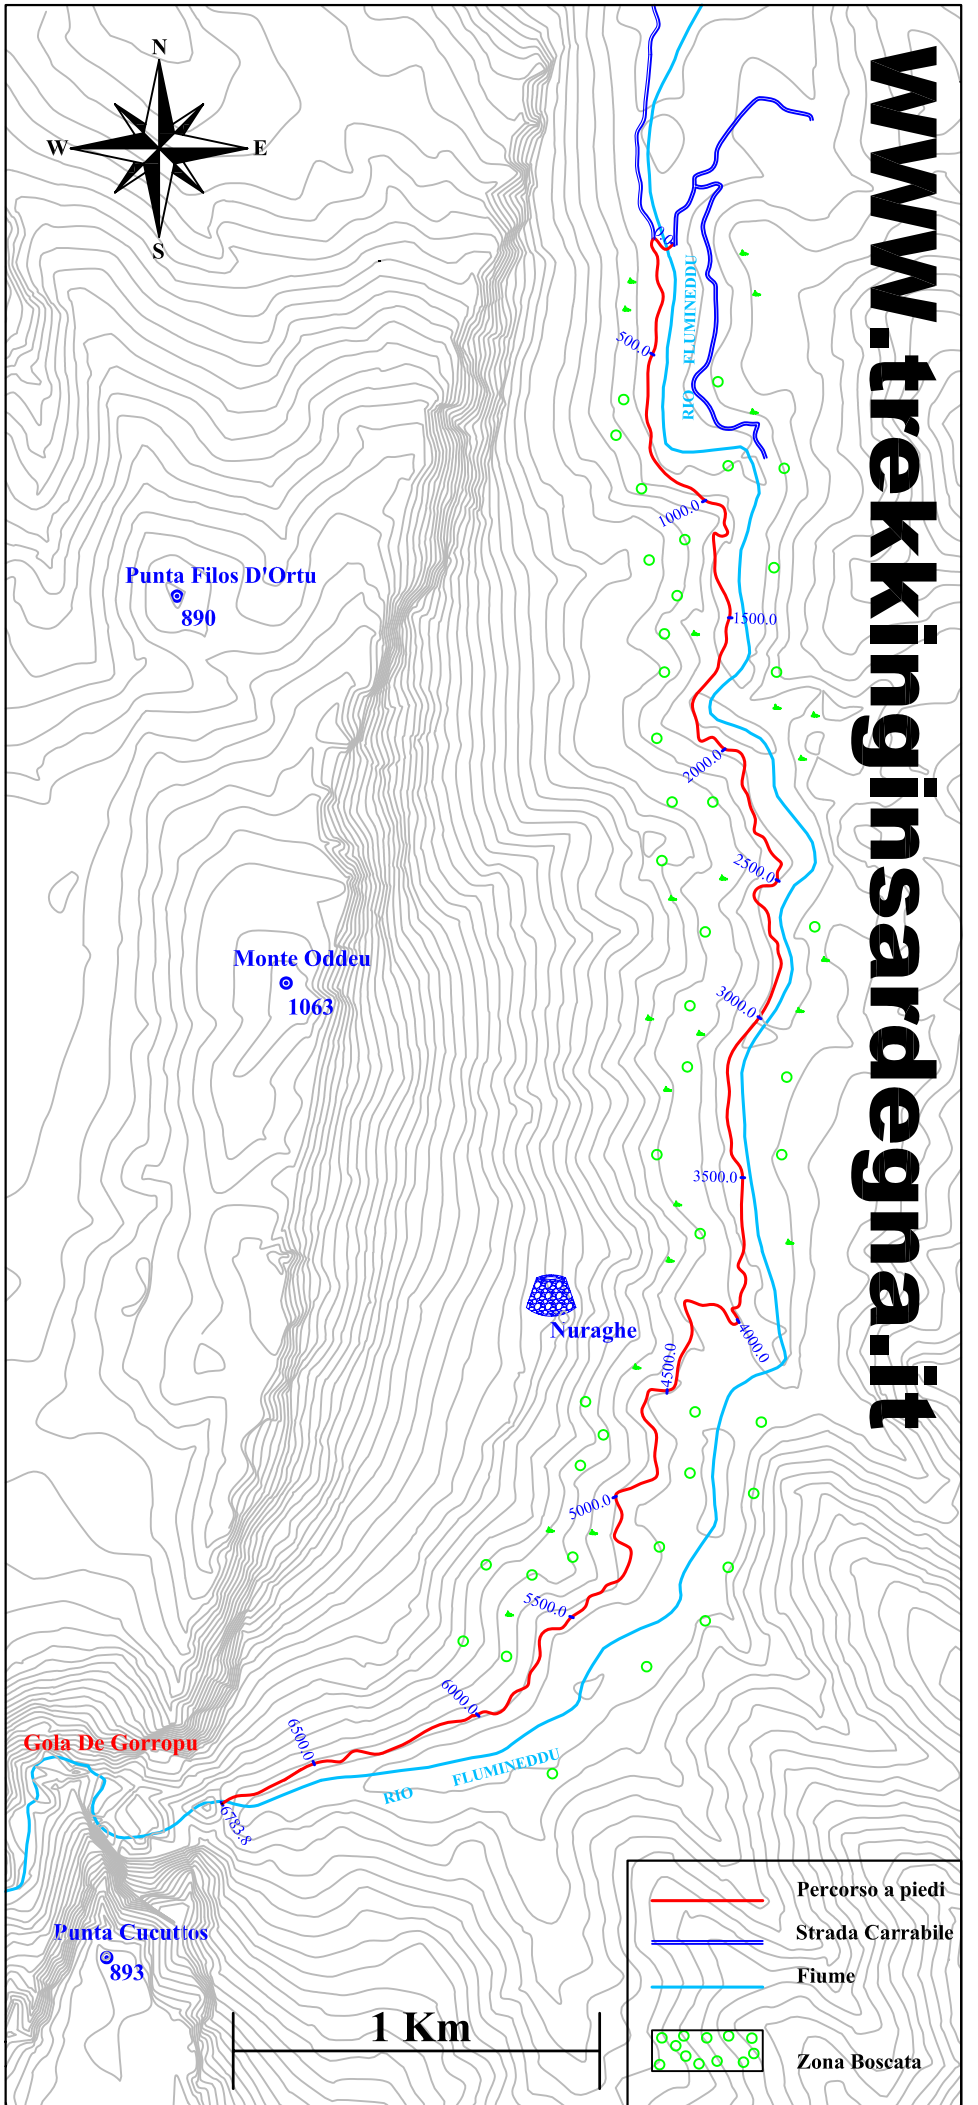 N
W
E
S
www.trekkinginsardegna.it
0.0
RIO FLUMINEDDU
500.0
1000.0
Punta Filos D'Ortu
890
1500.0
2000.0
2500.0
Monte Oddeu
1063
3000.0
3500.0
Nuraghe
4000.0
4500.0
5000.0
5500.0
6000.0
6500.0
Gola De Gorropu
RIO FLUMINEDDU
6783.8
Punta Cucuttos
893
1 Km
Percorso a piedi
Strada Carrabile
Fiume
Zona Boscata